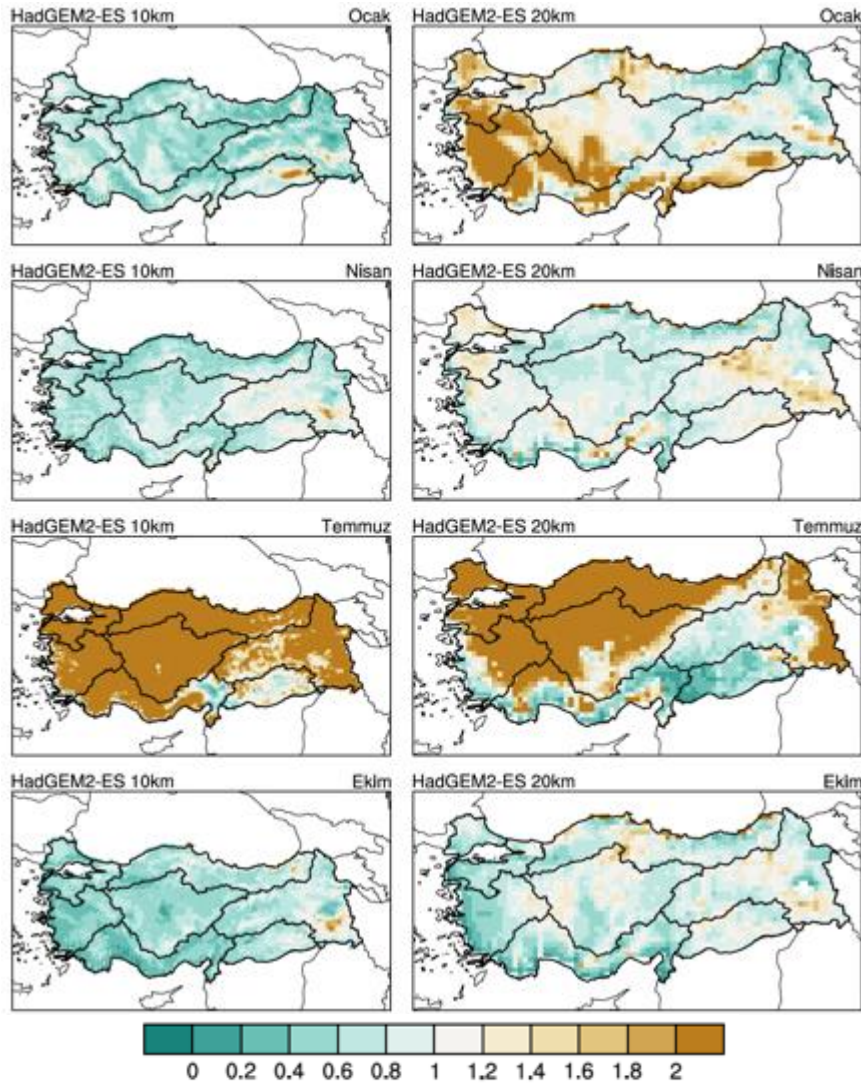 HadGEM2-ES 10km Ocak
HadGEM2-ES 20km Ocak
HadGEM2-ES 10km Nisan
HadGEM2-ES 20km Nisan
HadGEM2-ES 10km Temmuz
HadGEM2-ES 20km Temmuz
HadGEM2-ES 10km Ekim
HadGEM2-ES 20km Ekim
0 0.2 0.4 0.6 0.8 1 1.2 1.4 1.6 1.8 2